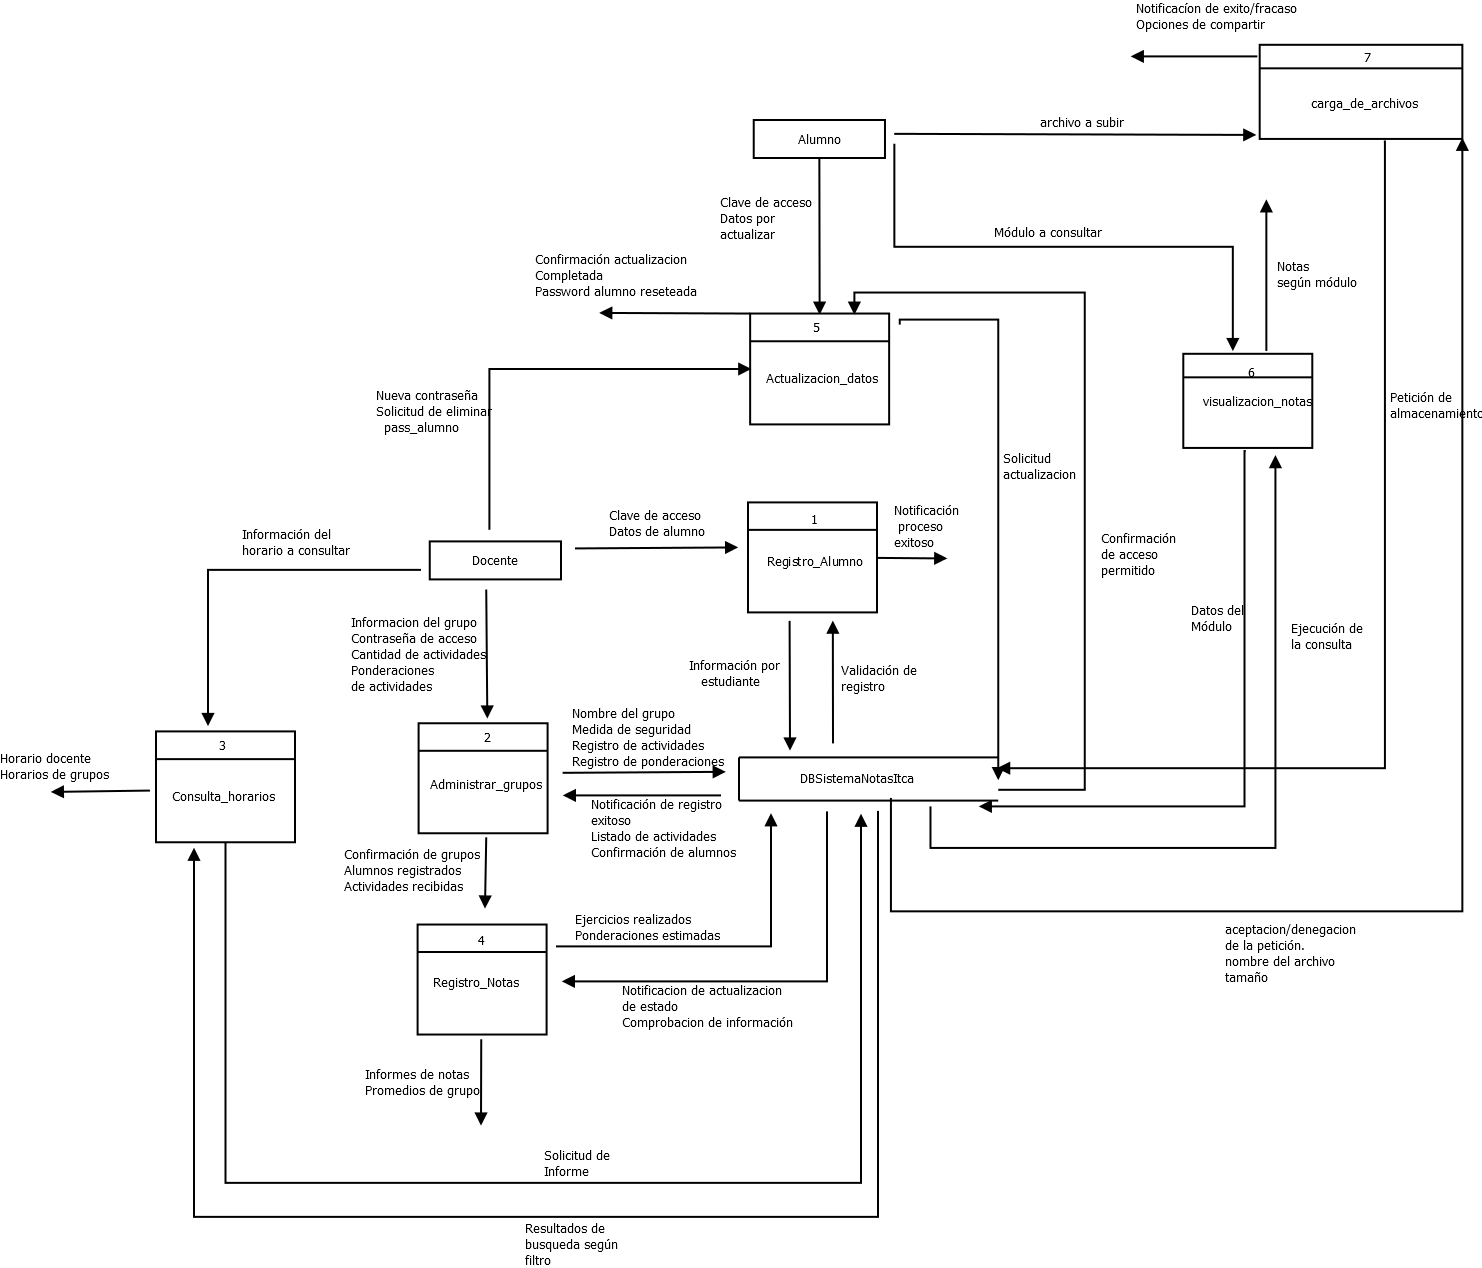 Notificacíon de exito/fracaso
Opciones de compartir
7
carga_de_archivos
archivo a subir
Alumno
Clave de acceso
Datos por
actualizar
Módulo a consultar
Notas
según módulo
Confirmación actualizacion
Completada
Password alumno reseteada
5
Actualizacion_datos
6
visualizacion_notas
Nueva contraseña
Solicitud de eliminar
pass_alumno
Petición de
almacenamiento
Solicitud
actualizacion
Clave de acceso
Datos de alumno
1
Registro_Alumno
Notificación
proceso
exitoso
Información del
horario a consultar
Docente
Confirmación
de acceso
permitido
Informacion del grupo
Contraseña de acceso
Cantidad de actividades
Ponderaciones
de actividades
Información por
estudiante
Validación de
registro
Datos del
Módulo
Ejecución de
la consulta
Nombre del grupo
Medida de seguridad
Registro de actividades
Registro de ponderaciones
3
Consulta_horarios
Horario docente
Horarios de grupos
2
Administrar_grupos
DBSistemaNotasItca
Notificación de registro
exitoso
Listado de actividades
Confirmación de alumnos
Confirmación de grupos
Alumnos registrados
Actividades recibidas
4
Registro_Notas
Ejercicios realizados
Ponderaciones estimadas
aceptacion/denegacion
de la petición.
nombre del archivo
tamaño
Notificacion de actualizacion
de estado
Comprobacion de información
Informes de notas
Promedios de grupo
Solicitud de
Informe
Resultados de
busqueda según
filtro